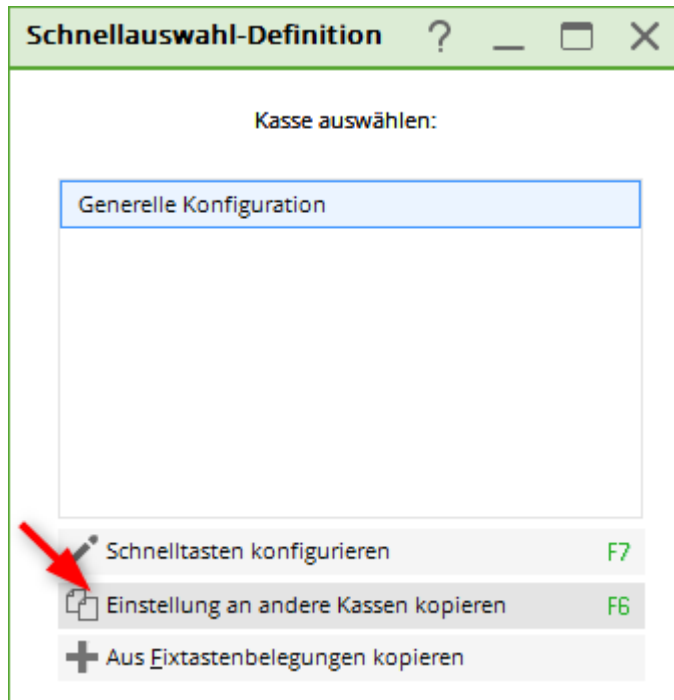 Schnellauswahl-Definition ?
Kasse auswählen:
Generelle Konfiguration
Schnelltasten konfigurieren F7
Einstellung an andere Kassen kopieren F6
Aus Fixtastenbelegungen kopieren